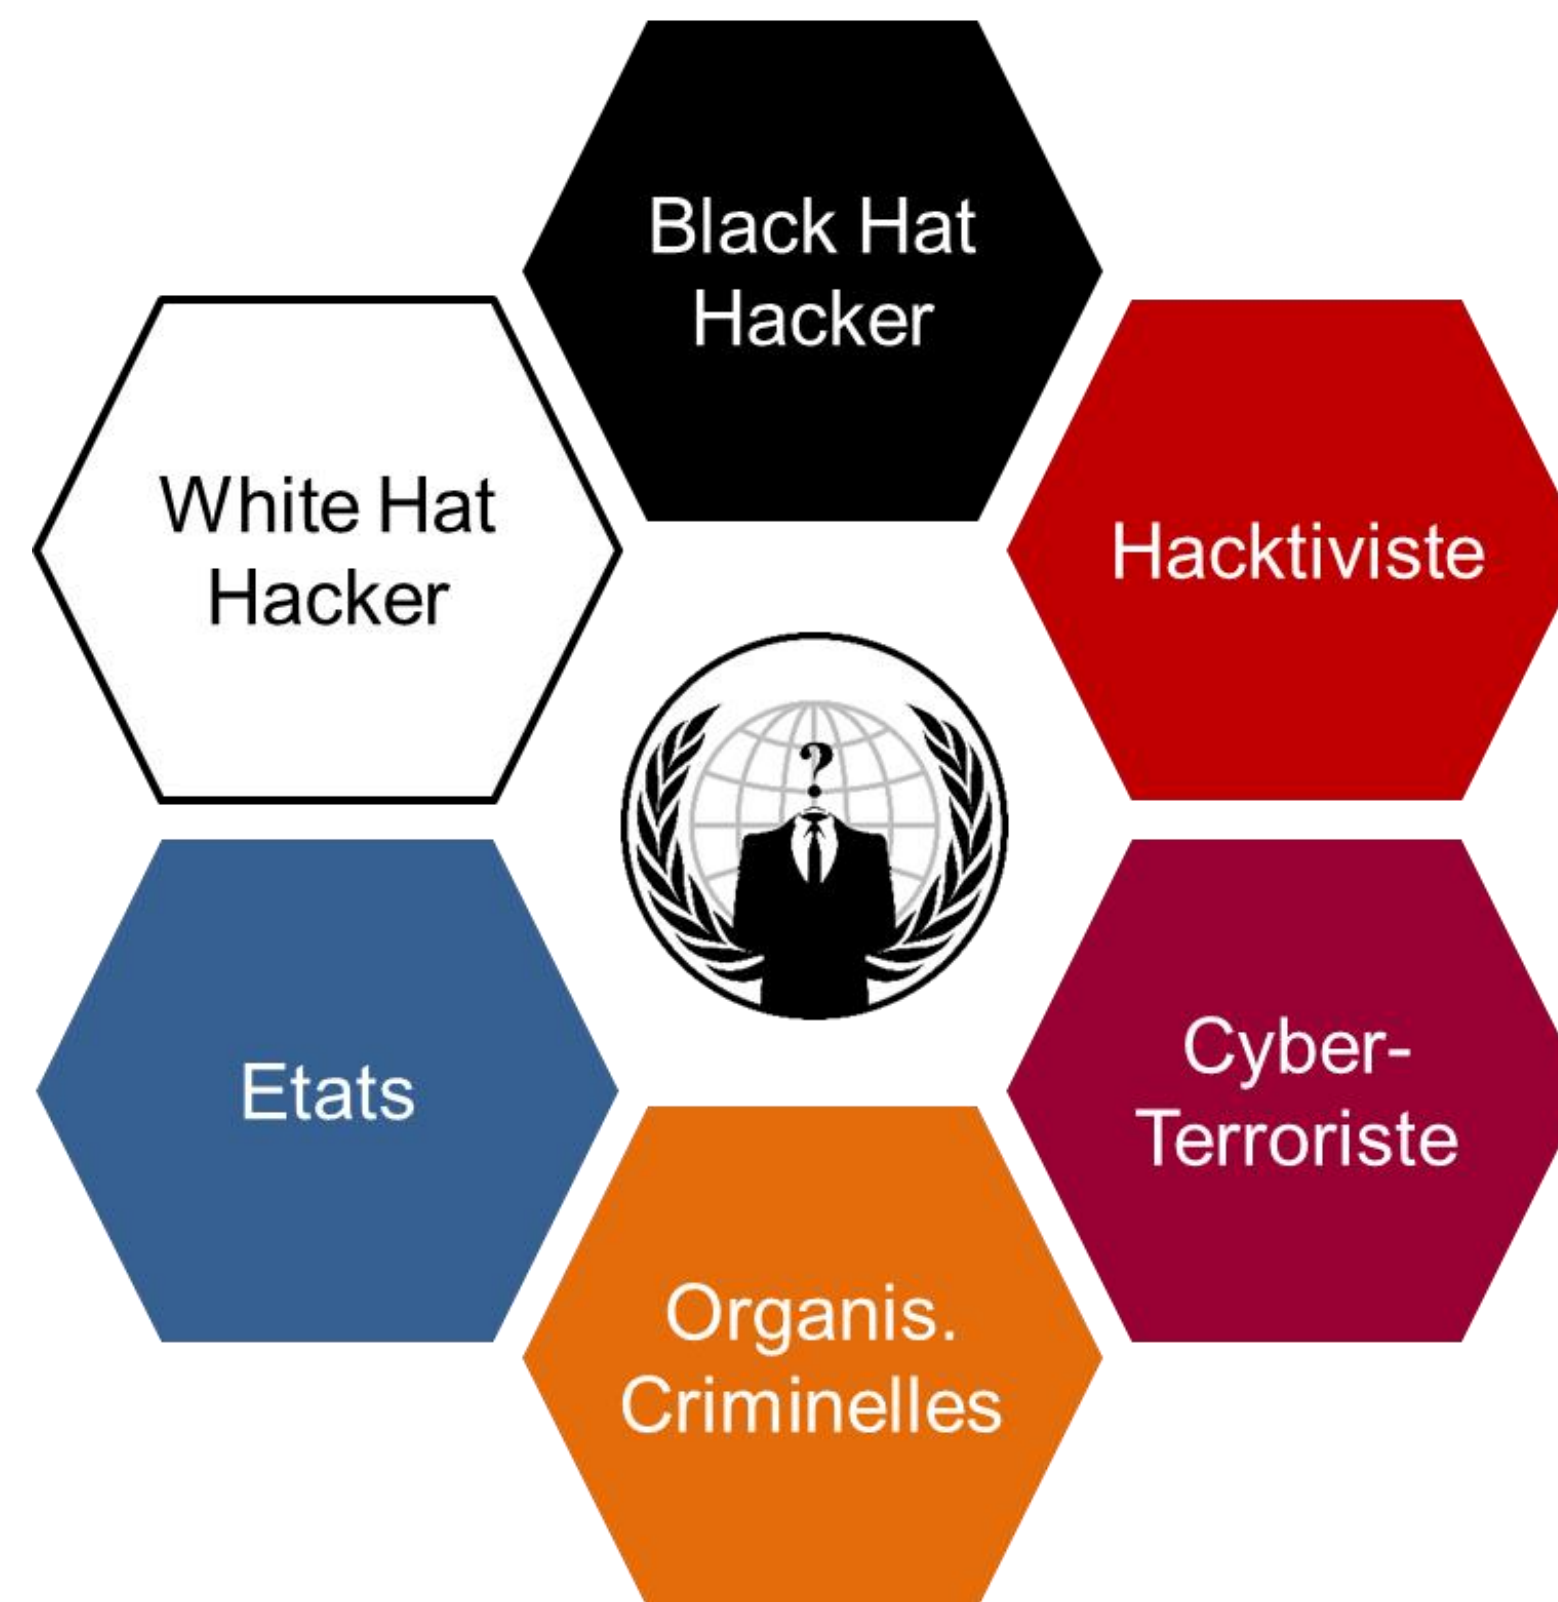 Black Hat
Hacker
White Hat
Hacker
Hacktiviste
?
Etats
Cyber-
Terroriste
Organis.
Criminelles